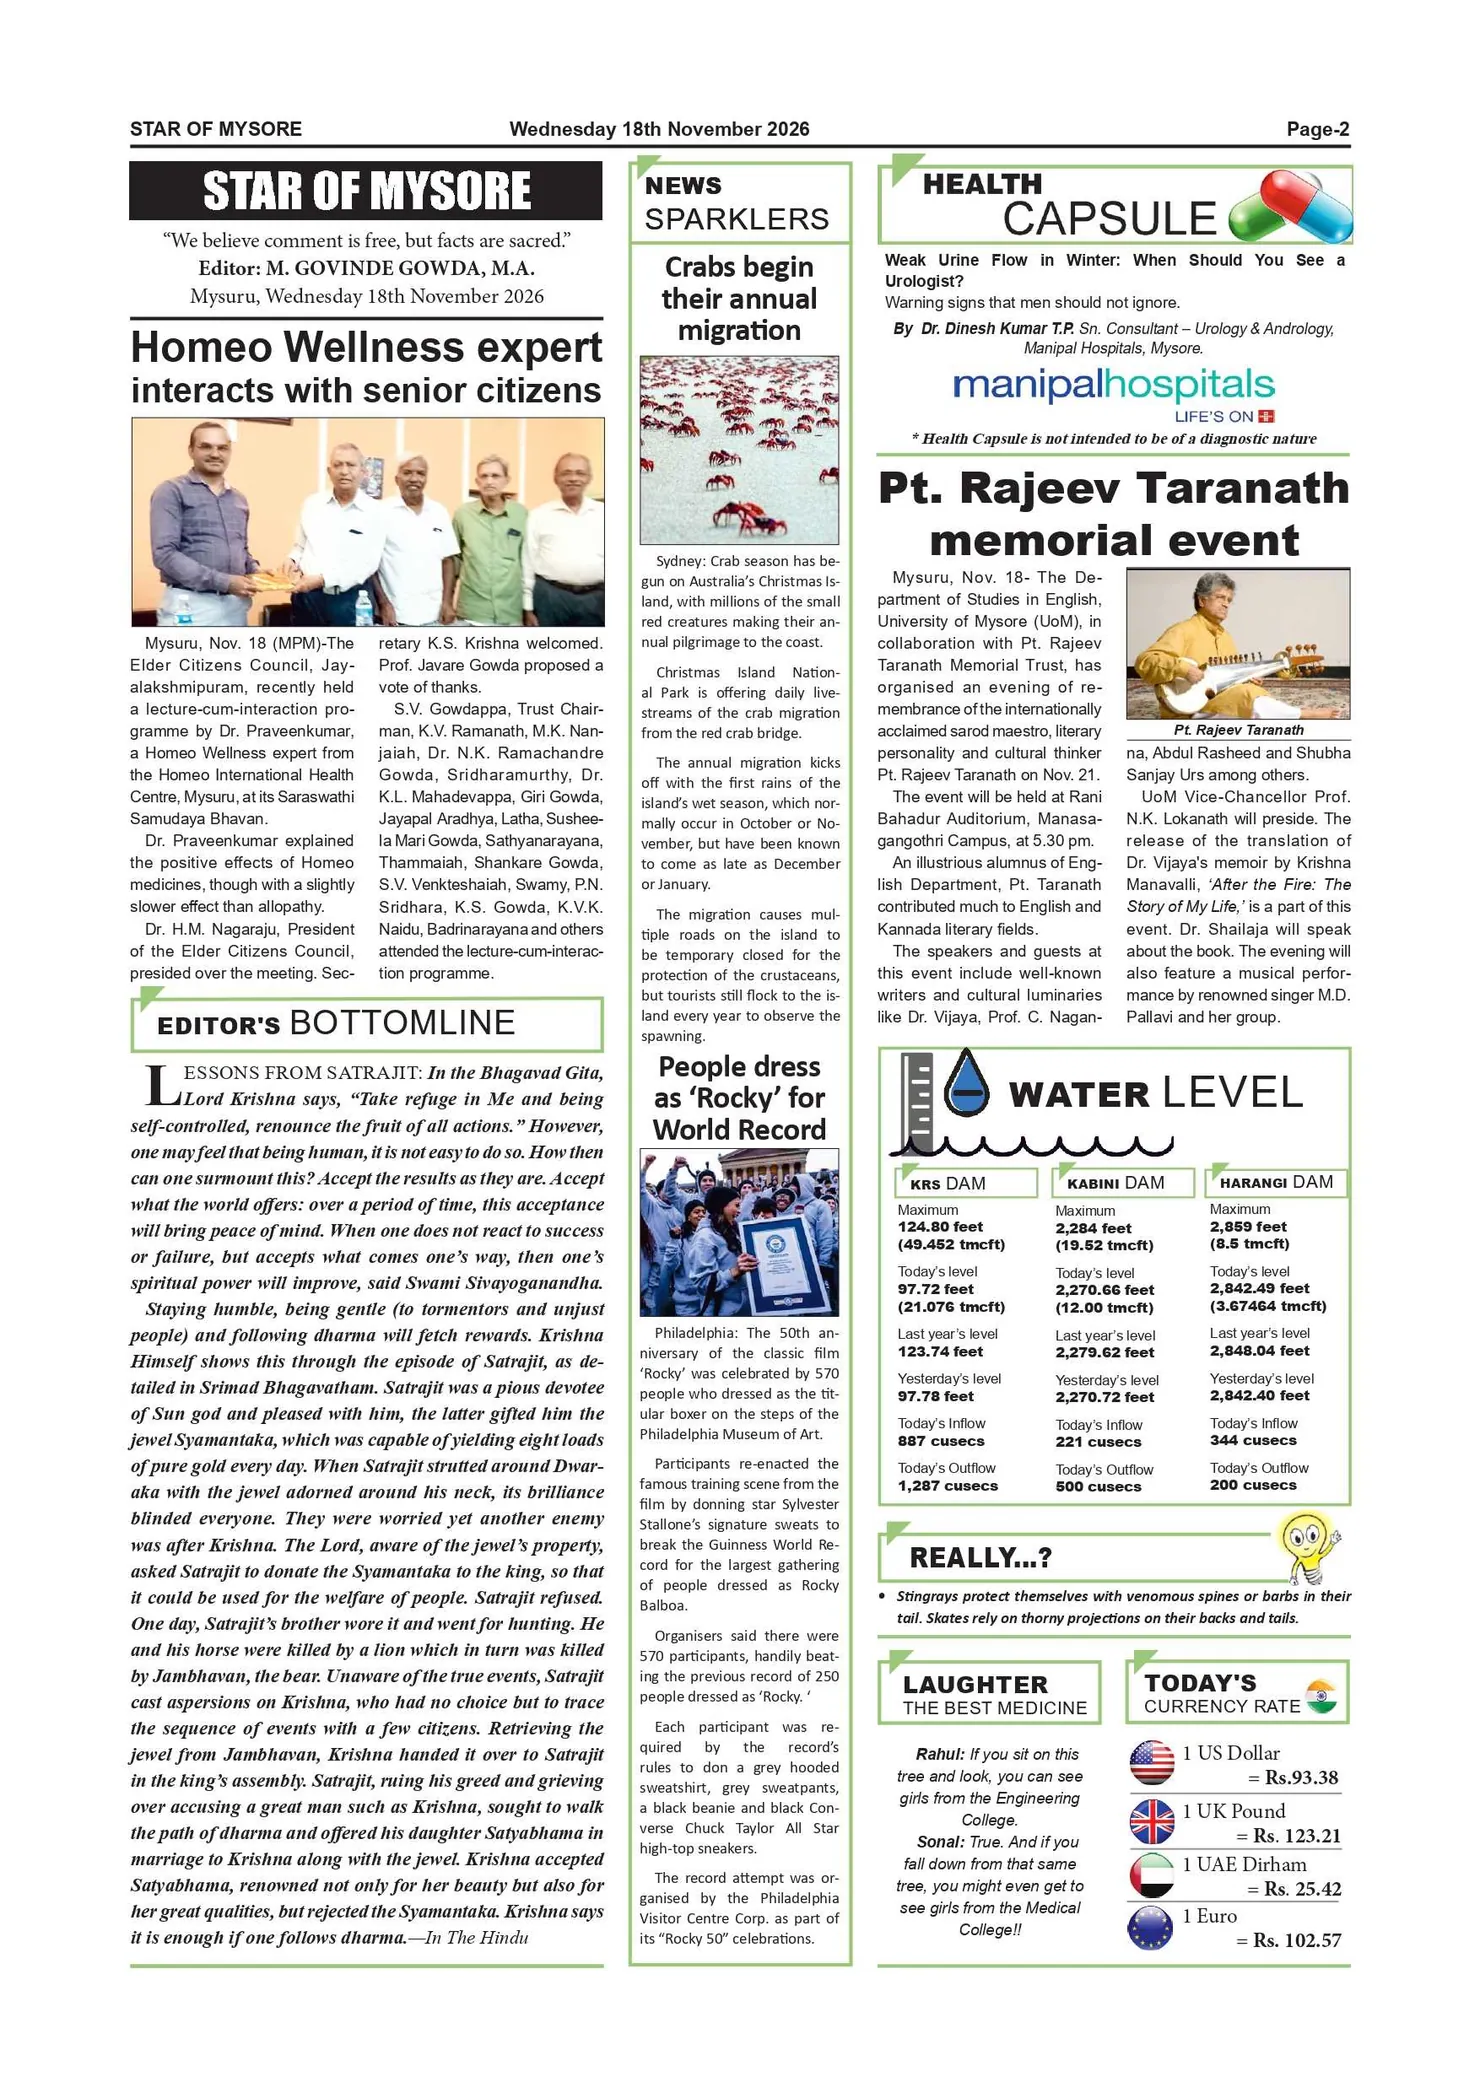 STAR OF MYSORE
Wednesday 18th November 2026
Page-2
STAR OF MYSORE
“We believe comment is free, but facts are sacred.”
Editor: M. GOVINDE GOWDA, M.A.
Mysuru, Wednesday 18th November 2026
Homeo Wellness expert
interacts with senior citizens
Mysuru, Nov. 18 (MPM)-The
Elder Citizens Council, Jay-
alakshmipuram, recently held
a lecture-cum-interaction pro-
gramme by Dr. Praveenkumar,
a Homeo Wellness expert from
the Homeo International Health
Centre, Mysuru, at its Saraswathi
Samudaya Bhavan.
Dr. Praveenkumar explained
the positive effects of Homeo
medicines, though with a slightly
slower effect than allopathy.
Dr. H.M. Nagaraju, President
of the Elder Citizens Council,
presided over the meeting. Sec-
retary K.S. Krishna welcomed.
Prof. Javare Gowda proposed a
vote of thanks.
S.V. Gowdappa, Trust Chair-
man, K.V. Ramanath, M.K. Nan-
jaiah, Dr. N.K. Ramachandre
Gowda, Sridharamurthy, Dr.
K.L. Mahadevappa, Giri Gowda,
Jayapal Aradhya, Latha, Sushee-
la Mari Gowda, Sathyanarayana,
Thammaiah, Shankare Gowda,
S.V. Venkteshaiah, Swamy, P.N.
Sridhara, K.S. Gowda, K.V.K.
Naidu, Badrinarayana and others
attended the lecture-cum-interac-
tion programme.
EDITOR'S BOTTOMLINE
LESSONS FROM SATRAJIT: In the Bhagavad Gita,
Lord Krishna says, “Take refuge in Me and being
self-controlled, renounce the fruit of all actions.” However,
one may feel that being human, it is not easy to do so. How then
can one surmount this? Accept the results as they are. Accept
what the world offers: over a period of time, this acceptance
will bring peace of mind. When one does not react to success
or failure, but accepts what comes one’s way, then one’s
spiritual power will improve, said Swami Sivayoganandha.
Staying humble, being gentle (to tormentors and unjust
people) and following dharma will fetch rewards. Krishna
Himself shows this through the episode of Satrajit, as de-
tailed in Srimad Bhagavatham. Satrajit was a pious devotee
of Sun god and pleased with him, the latter gifted him the
jewel Syamantaka, which was capable of yielding eight loads
of pure gold every day. When Satrajit strutted around Dwar-
aka with the jewel adorned around his neck, its brilliance
blinded everyone. They were worried yet another enemy
was after Krishna. The Lord, aware of the jewel’s property,
asked Satrajit to donate the Syamantaka to the king, so that
it could be used for the welfare of people. Satrajit refused.
One day, Satrajit’s brother wore it and went for hunting. He
and his horse were killed by a lion which in turn was killed
by Jambhavan, the bear. Unaware of the true events, Satrajit
cast aspersions on Krishna, who had no choice but to trace
the sequence of events with a few citizens. Retrieving the
jewel from Jambhavan, Krishna handed it over to Satrajit
in the king’s assembly. Satrajit, ruing his greed and grieving
over accusing a great man such as Krishna, sought to walk
the path of dharma and offered his daughter Satyabhama in
marriage to Krishna along with the jewel. Krishna accepted
Satyabhama, renowned not only for her beauty but also for
her great qualities, but rejected the Syamantaka. Krishna says
it is enough if one follows dharma.—In The Hindu
NEWS
SPARKLERS
Crabs begin
their annual
migration
Sydney: Crab season has be-
gun on Australia’s Christmas Is-
land, with millions of the small
red creatures making their an-
nual pilgrimage to the coast.
Christmas Island Nation-
al Park is offering daily live-
streams of the crab migration
from the red crab bridge.
The annual migration kicks
off with the first rains of the
island’s wet season, which nor-
mally occur in October or No-
vember, but have been known
to come as late as December
or January.
The migration causes mul-
tiple roads on the island to
be temporary closed for the
protection of the crustaceans,
but tourists still flock to the is-
land every year to observe the
spawning.
People dress
as ‘Rocky’ for
World Record
Philadelphia: The 50th an-
niversary of the classic film
‘Rocky’ was celebrated by 570
people who dressed as the tit-
ular boxer on the steps of the
Philadelphia Museum of Art.
Participants re-enacted the
famous training scene from the
film by donning star Sylvester
Stallone’s signature sweats to
break the Guinness World Re-
cord for the largest gathering
of people dressed as Rocky
Balboa.
Organisers said there were
570 participants, handily beat-
ing the previous record of 250
people dressed as ‘Rocky. ‘
Each participant was re-
quired by the record’s
rules to don a grey hooded
sweatshirt, grey sweatpants,
a black beanie and black Con-
verse Chuck Taylor All Star
high-top sneakers.
The record attempt was or-
ganised by the Philadelphia
Visitor Centre Corp. as part of
its “Rocky 50” celebrations.
HEALTH
CAPSULE
Weak Urine Flow in Winter: When Should You See a
Urologist?
Warning signs that men should not ignore.
By Dr. Dinesh Kumar T.P. Sn. Consultant – Urology & Andrology,
Manipal Hospitals, Mysore.
manipalhospitals
LIFE'S ON
* Health Capsule is not intended to be of a diagnostic nature
Pt. Rajeev Taranath
memorial event
Mysuru, Nov. 18- The De-
partment of Studies in English,
University of Mysore (UoM), in
collaboration with Pt. Rajeev
Taranath Memorial Trust, has
organised an evening of re-
membrance of the internationally
acclaimed sarod maestro, literary
personality and cultural thinker
Pt. Rajeev Taranath on Nov. 21.
The event will be held at Rani
Bahadur Auditorium, Manasa-
gangothri Campus, at 5.30 pm.
An illustrious alumnus of Eng-
lish Department, Pt. Taranath
contributed much to English and
Kannada literary fields.
The speakers and guests at
this event include well-known
writers and cultural luminaries
like Dr. Vijaya, Prof. C. Nagan-
Pt. Rajeev Taranath
na, Abdul Rasheed and Shubha
Sanjay Urs among others.
UoM Vice-Chancellor Prof.
N.K. Lokanath will preside. The
release of the translation of
Dr. Vijaya's memoir by Krishna
Manavalli, ‘After the Fire: The
Story of My Life,’ is a part of this
event. Dr. Shailaja will speak
about the book. The evening will
also feature a musical perfor-
mance by renowned singer M.D.
Pallavi and her group.
WATER LEVEL
KRS DAM
Maximum
124.80 feet
(49.452 tmcft)
Today’s level
97.72 feet
(21.076 tmcft)
Last year’s level
123.74 feet
Yesterday’s level
97.78 feet
Today’s Inflow
887 cusecs
Today’s Outflow
1,287 cusecs
KABINI DAM
Maximum
2,284 feet
(19.52 tmcft)
Today’s level
2,270.66 feet
(12.00 tmcft)
Last year’s level
2,279.62 feet
Yesterday’s level
2,270.72 feet
Today’s Inflow
221 cusecs
Today’s Outflow
500 cusecs
HARANGI DAM
Maximum
2,859 feet
(8.5 tmcft)
Today’s level
2,842.49 feet
(3.67464 tmcft)
Last year’s level
2,848.04 feet
Yesterday’s level
2,842.40 feet
Today’s Inflow
344 cusecs
Today’s Outflow
200 cusecs
REALLY...?
• Stingrays protect themselves with venomous spines or barbs in their
tail. Skates rely on thorny projections on their backs and tails.
LAUGHTER
THE BEST MEDICINE
Rahul: If you sit on this
tree and look, you can see
girls from the Engineering
College.
Sonal: True. And if you
fall down from that same
tree, you might even get to
see girls from the Medical
College!!
TODAY'S
CURRENCY RATE
1 US Dollar
= Rs.93.38
1 UK Pound
= Rs. 123.21
1 UAE Dirham
= Rs. 25.42
1 Euro
= Rs. 102.57